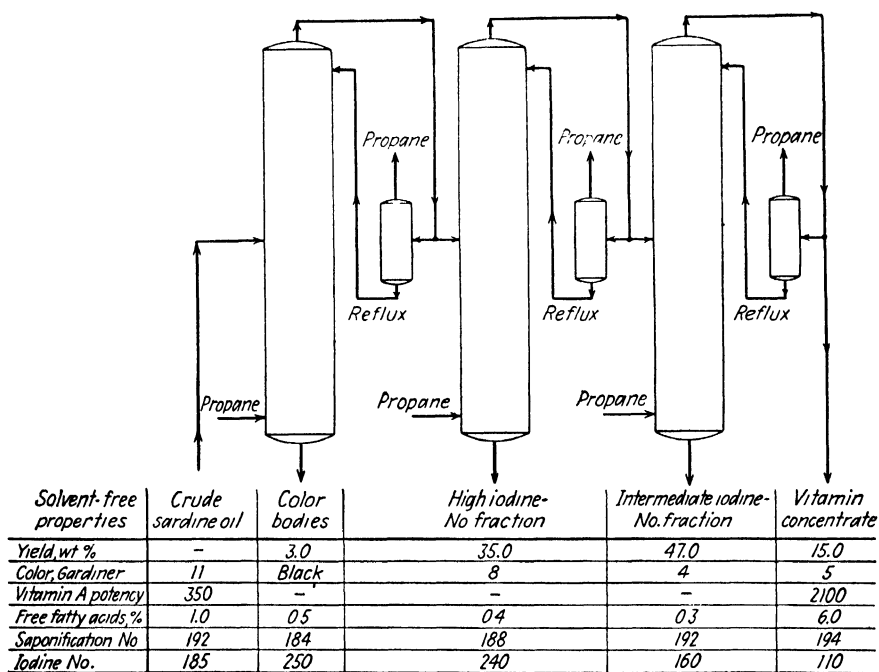 Propane Propane Propane
Reflux Reflux Reflux
Propane Propane Propane
Solvent-free Crude Color High iodine- Intermediate iodine- Vitamin
properties sardine oil bodies No fraction No. fraction concentrate
Yield, wt % - 3.0 35.0 47.0 15.0
Color, Gardiner 11 Black 8 4 5
Vitamin A potency 350 - - - 2100
Free fatty acids, % 1.0 0 5 0 4 0 3 6.0
Saponification No 192 184 188 192 194
Iodine No. 185 250 240 160 110